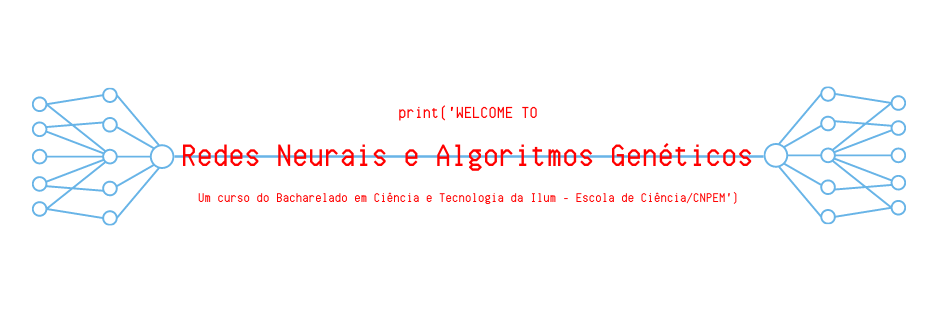 print('WELCOME TO
Redes Neurais e Algoritmos Genéticos
Um curso do Bacharelado em Ciência e Tecnologia da Ilum - Escola de Ciência/CNPEM')